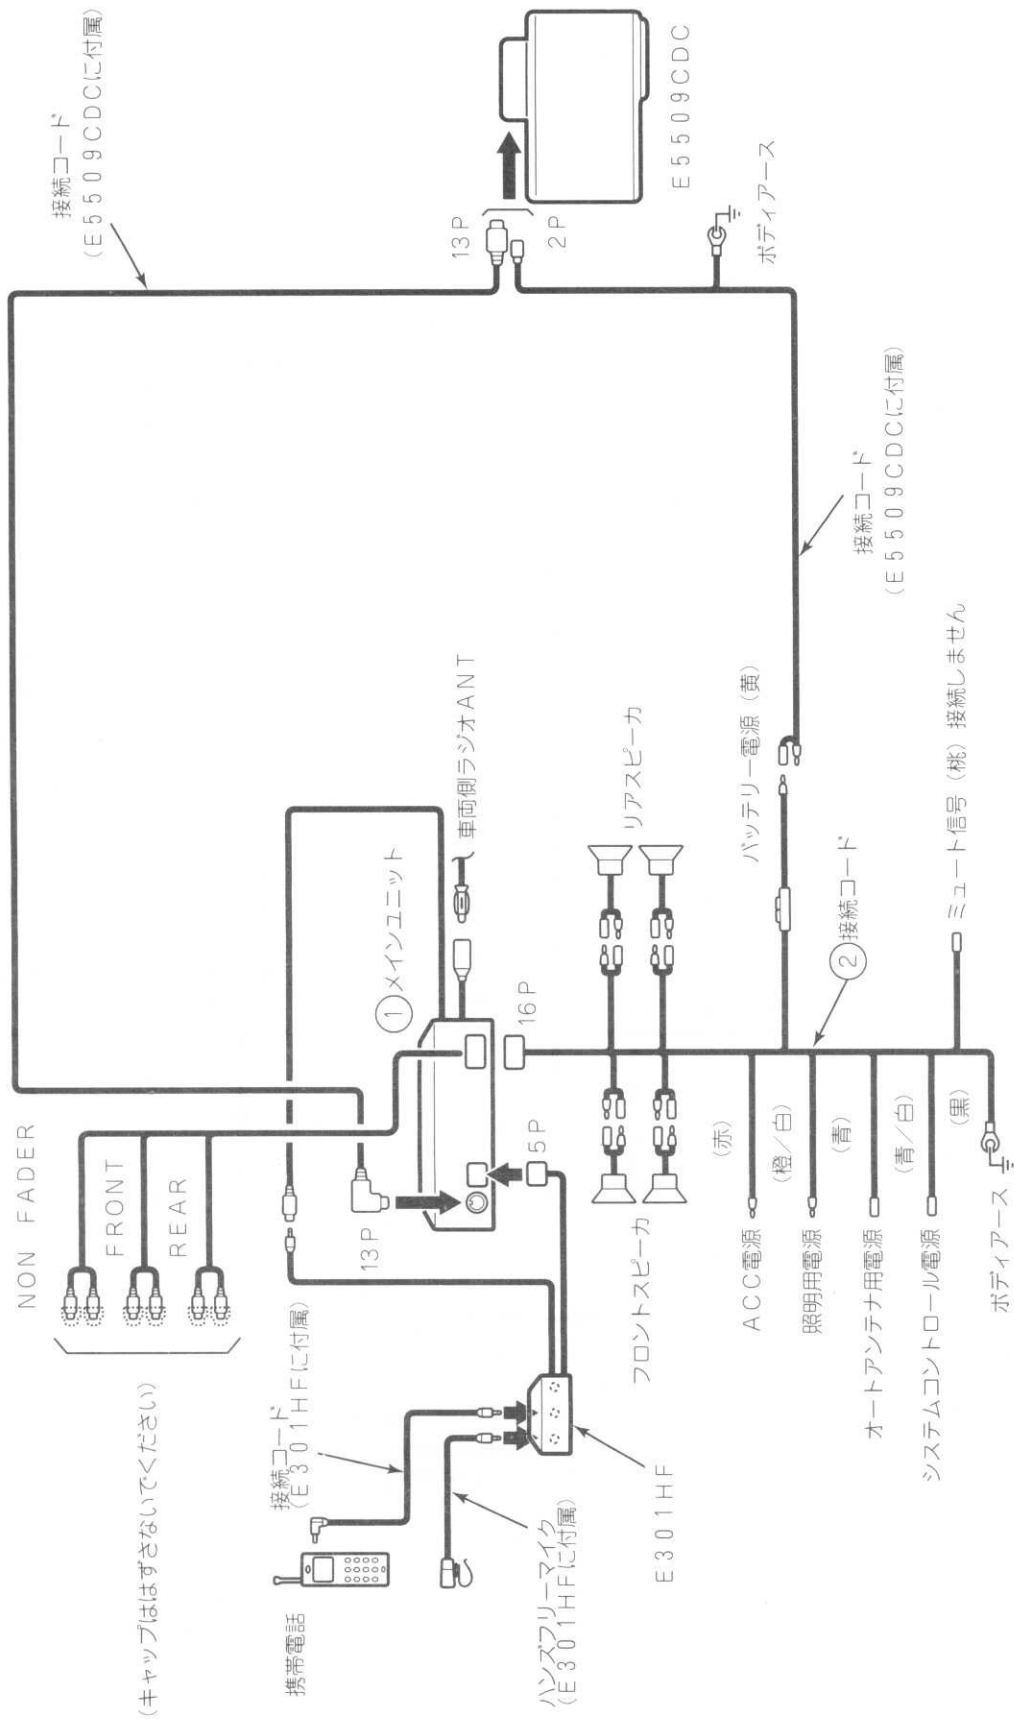 NON FADER
FRONT
REAR
(キャップははずさないでください)
接続コード
(E5509CDCに付属)
13P
2P
E5509CDC
ボディアース
接続コード
(E5509CDCに付属)
①メインユニット
車両側ラジオANT
13P
5P
16P
携帯電話
接続コード
(E301HFに付属)
ハンズフリーマイク
(E301HFに付属)
E301HF
フロントスピーカ
リアスピーカ
バッテリー電源(黄)
②接続コード
ACC電源
(赤)
照明用電源
(橙/白)
オートアンテナ用電源
(青)
システムコントロール電源
(青/白)
ボディアース
(黒)
ミュート信号(桃)接続しません